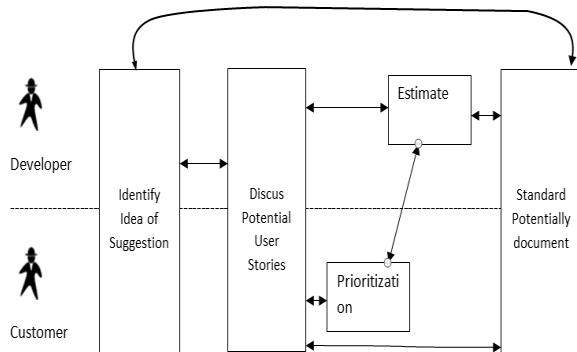 Developer
Customer
Identify
Idea of
Suggestion
Discus
Potential
User
Stories
Estimate
Prioritizati
on
Standard
Potentially
document